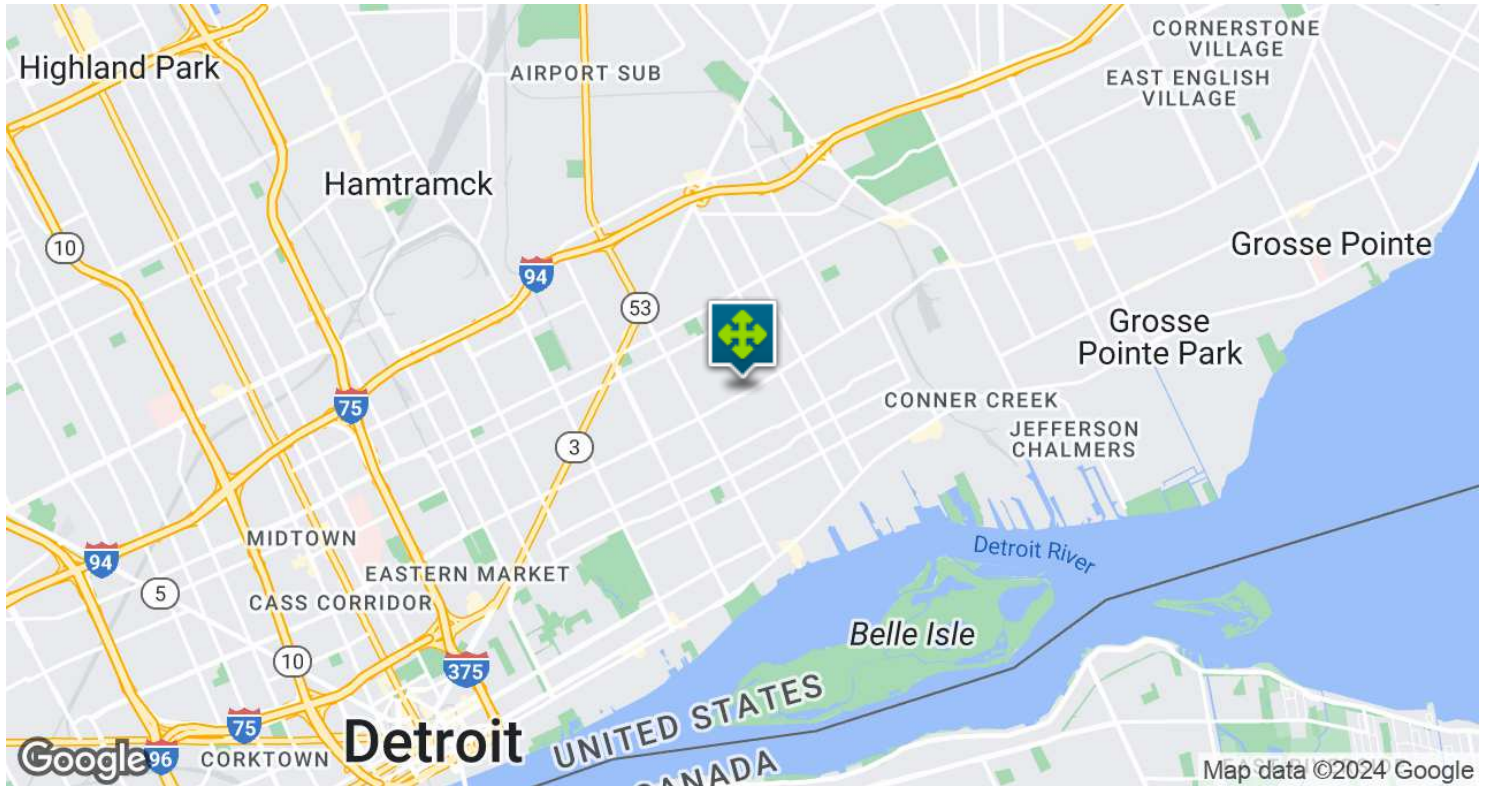 CORNERSTONE
VILLAGE
Highland Park
AIRPORT SUB
EAST ENGLISH
VILLAGE
Hamtramck
10
Grosse Pointe
94
53
Grosse
Pointe Park
75
CONNER CREEK
3
JEFFERSON
CHALMERS
MIDTOWN
Detroit River
94
EASTERN MARKET
5
CASS CORRIDOR
Belle Isle
10
375
UNITED STATES
75
Detroit
CANADA
Google
96
CORKTOWN
EAST RIVERSIDE
Map data ©2024 Google